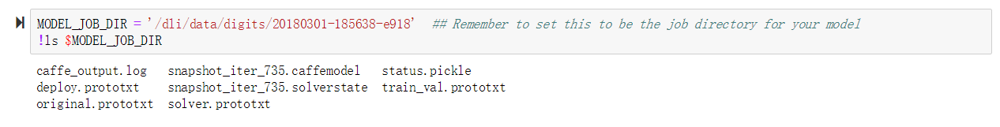 MODEL_JOB_DIR = '/dli/data/digits/20180301-185638-e918'  ## Remember to set this to be the job directory for your model
!ls $MODEL_JOB_DIR
caffe_output.log   snapshot_iter_735.caffemodel   status.pickle
deploy.prototxt    snapshot_iter_735.solverstate  train_val.prototxt
original.prototxt  solver.prototxt